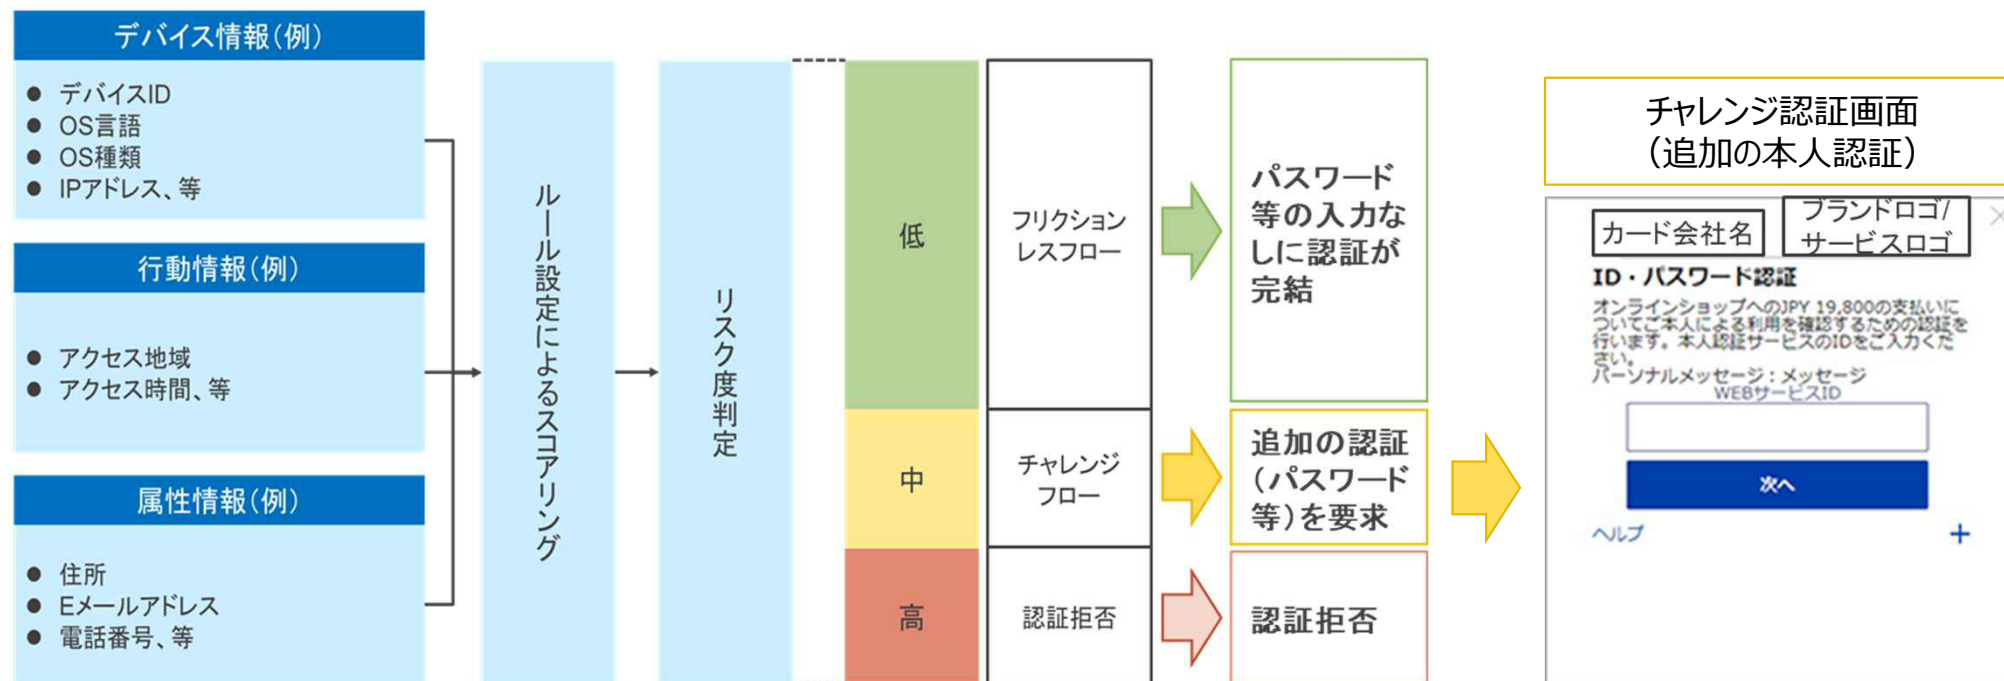 デバイス情報(例)
● デバイスID
● OS言語
● OS種類
● IPアドレス、等
行動情報(例)
● アクセス地域
● アクセス時間、等
属性情報(例)
● 住所
● Eメールアドレス
● 電話番号、等
ルール設定によるスコアリング
リスク度判定
低
フリクション
レスフロー
パスワード
等の入力な
しに認証が
完結
中
チャレンジ
フロー
追加の認証
(パスワード
等)を要求
高
認証拒否
認証拒否
チャレンジ認証画面
(追加の本人認証)
カード会社名
ブランドロゴ/
サービスロゴ
ID・パスワード認証
オンラインショップへのJPY 19,800の支払いに
ついてご本人による利用を確認するための認証を
行います。本人認証サービスのIDをご入力くだ
さい。
パーソナルメッセージ:メッセージ
WEBサービスID
次へ
ヘルプ
+